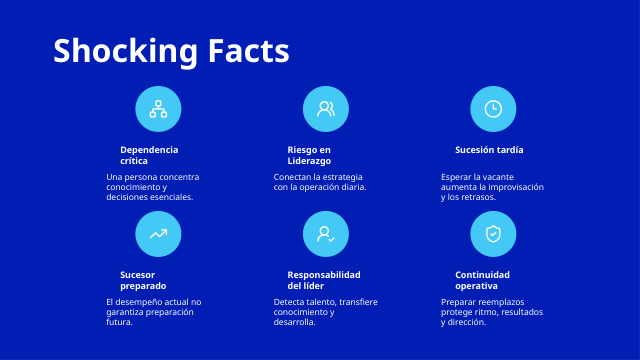 Shocking Facts
Dependencia
crítica
Una persona concentra
conocimiento y
decisiones esenciales.
Riesgo en
Liderazgo
Conectan la estrategia
con la operación diaria.
Sucesión tardía
Esperar la vacante
aumenta la improvisación
y los retrasos.
Sucesor
preparado
El desempeño actual no
garantiza preparación
futura.
Responsabilidad
del líder
Detecta talento, transfiere
conocimiento y
desarrolla.
Continuidad
operativa
Preparar reemplazos
protege ritmo, resultados
y dirección.